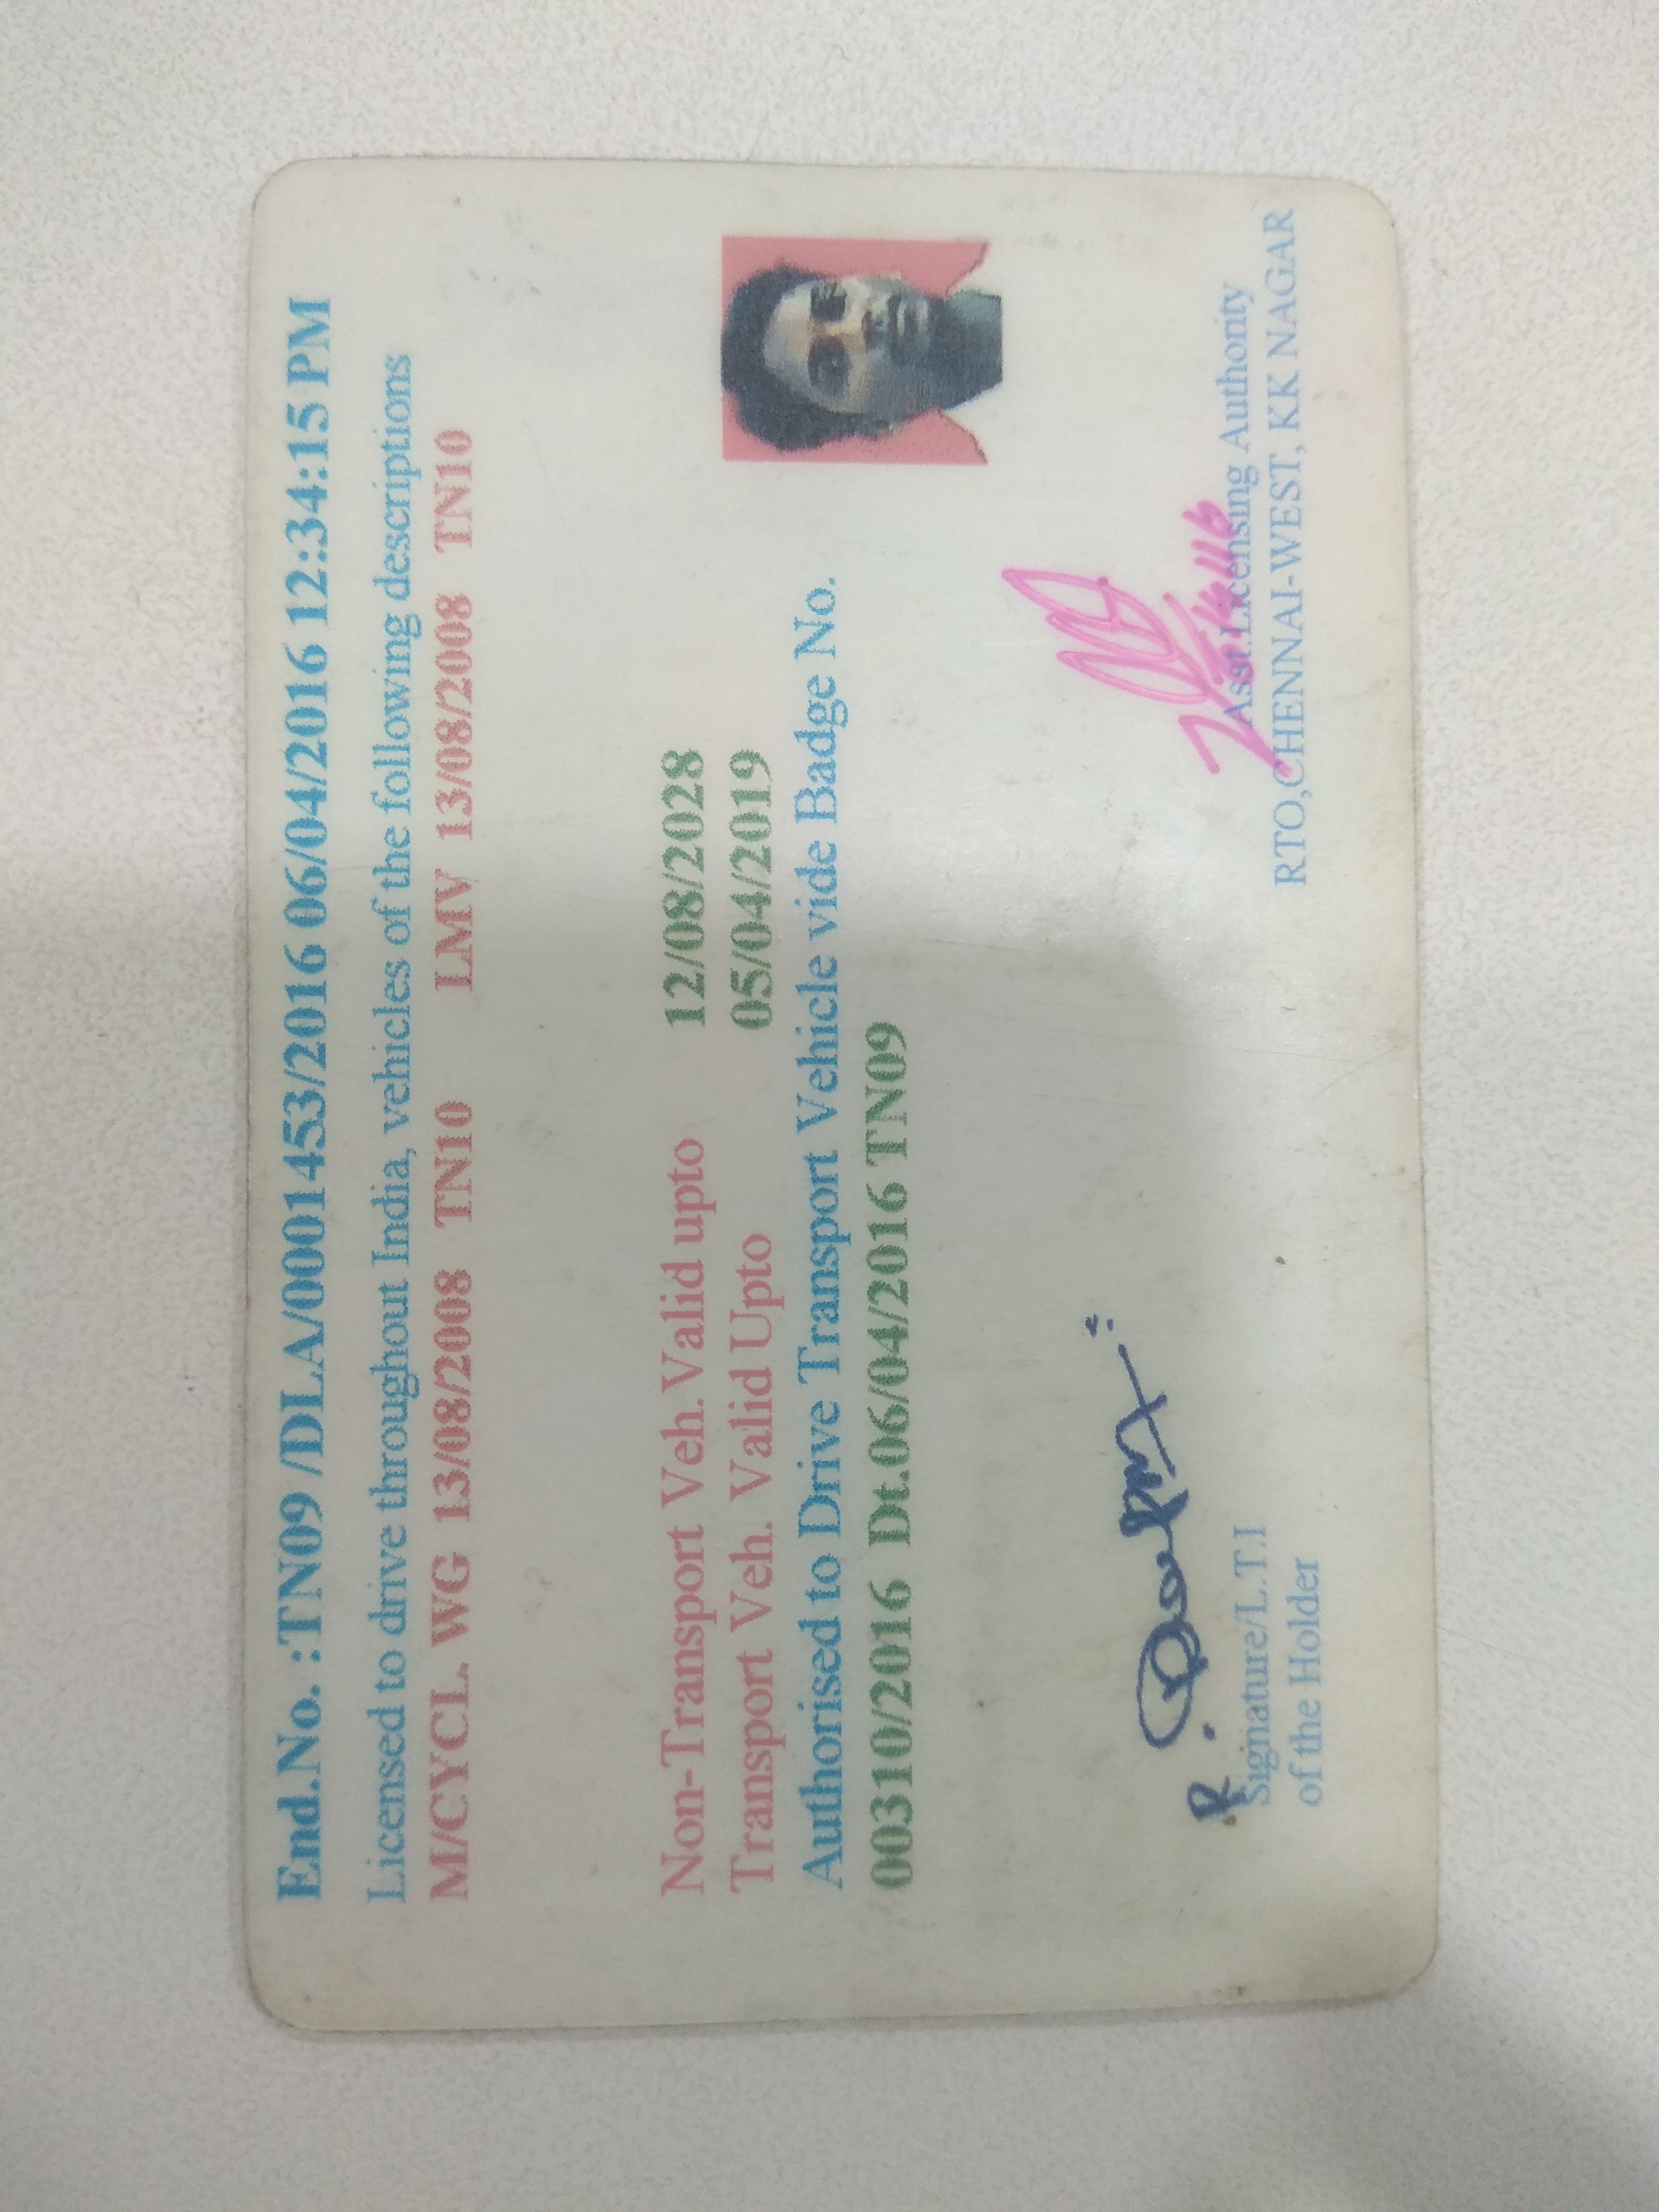 End.No. :TN09 /DLA/0001453/2016 06/04/2016 12:34:15 PM
Licensed to drive throughout India, vehicles of the following descriptions
M/CYCL. WG 13/08/2008 TN10 LMV 13/08/2008 TN10
Non-Transport Veh.Valid upto 12/08/2028
Transport Veh. Valid Upto 05/04/2019
Authorised to Drive Transport Vehicle vide Badge No.
00310/2016 Dt.06/04/2016 TN09
Signature/L.T.I
of the Holder
Asst.Licensing Authority
RTO,CHENNAI-WEST, KK NAGAR